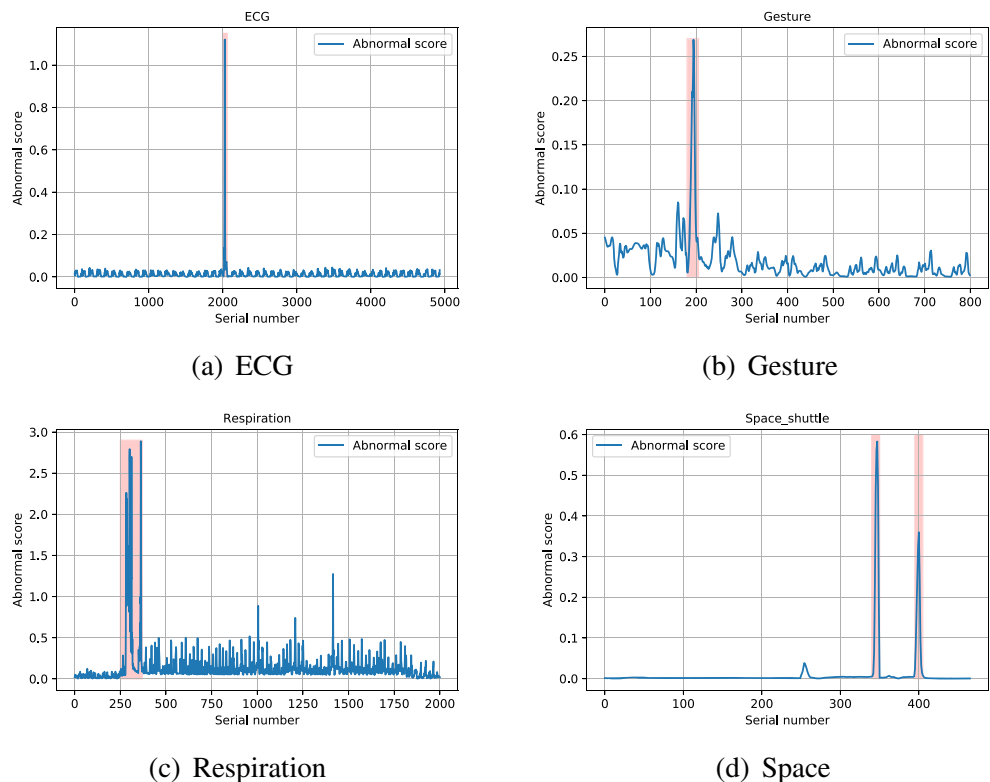 ECG
Abnormal score
1.0
0.8
0.6
0.4
0.2
0.0
Abnormal score
0 1000 2000 3000 4000 5000
Serial number
(a) ECG
Gesture
Abnormal score
0.25
0.20
0.15
0.10
0.05
0.00
Abnormal score
0 100 200 300 400 500 600 700 800
Serial number
(b) Gesture
Respiration
Abnormal score
3.0
2.5
2.0
1.5
1.0
0.5
0.0
Abnormal score
0 250 500 750 1000 1250 1500 1750 2000
Serial number
(c) Respiration
Space_shuttle
Abnormal score
0.6
0.5
0.4
0.3
0.2
0.1
0.0
Abnormal score
0 100 200 300 400
Serial number
(d) Space